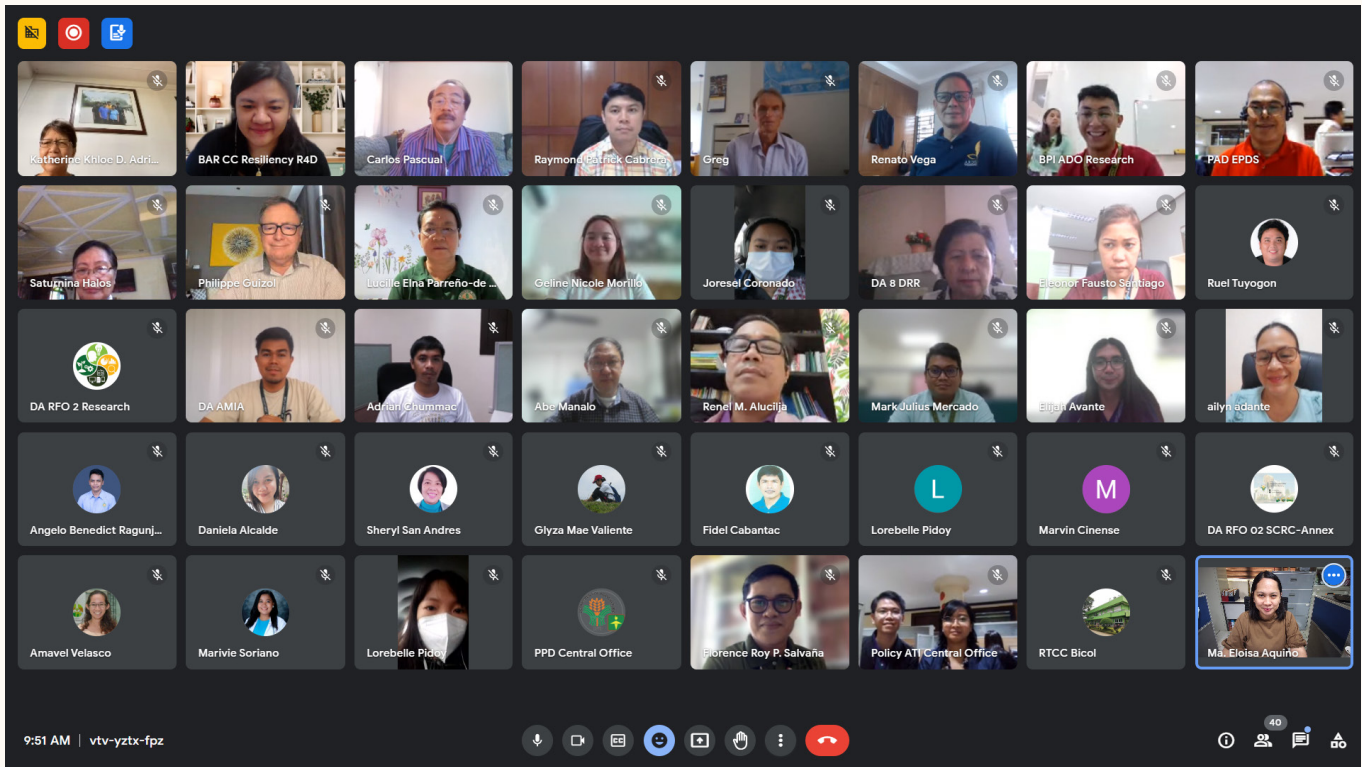 Katherine Khloe D. Adri...
BAR CC Resiliency R4D
Carlos Pascual
Raymond Patrick Cabrera
Greg
Renato Vega
BPI ADO Research
PAD EPDS
Saturnina Halos
Philippe Guizol
Lucille Elna Parreño-de ...
Geline Nicole Morillo
Joresel Coronado
DA 8 DRR
Eleonor Fausto Santiago
Ruel Tuyogon
DA RFO 2 Research
DA AMIA
Adrian Chummac
Abe Manalo
Renel M. Alucilja
Mark Julius Mercado
Elijah Avante
ailyn adante
Angelo Benedict Ragunj...
Daniela Alcalde
Sheryl San Andres
Glyza Mae Valiente
Fidel Cabantac
L
Lorebelle Pidoy
M
Marvin Cinense
DA RFO 02 SCRC-Annex
Amavel Velasco
Marivie Soriano
Lorebelle Pidoy
PPD Central Office
Florence Roy P. Salvaña
Policy ATI Central Office
RTCC Bicol
Ma. Eloisa Aquino
9:51 AM | vtv-yztx-fpz
CC
40